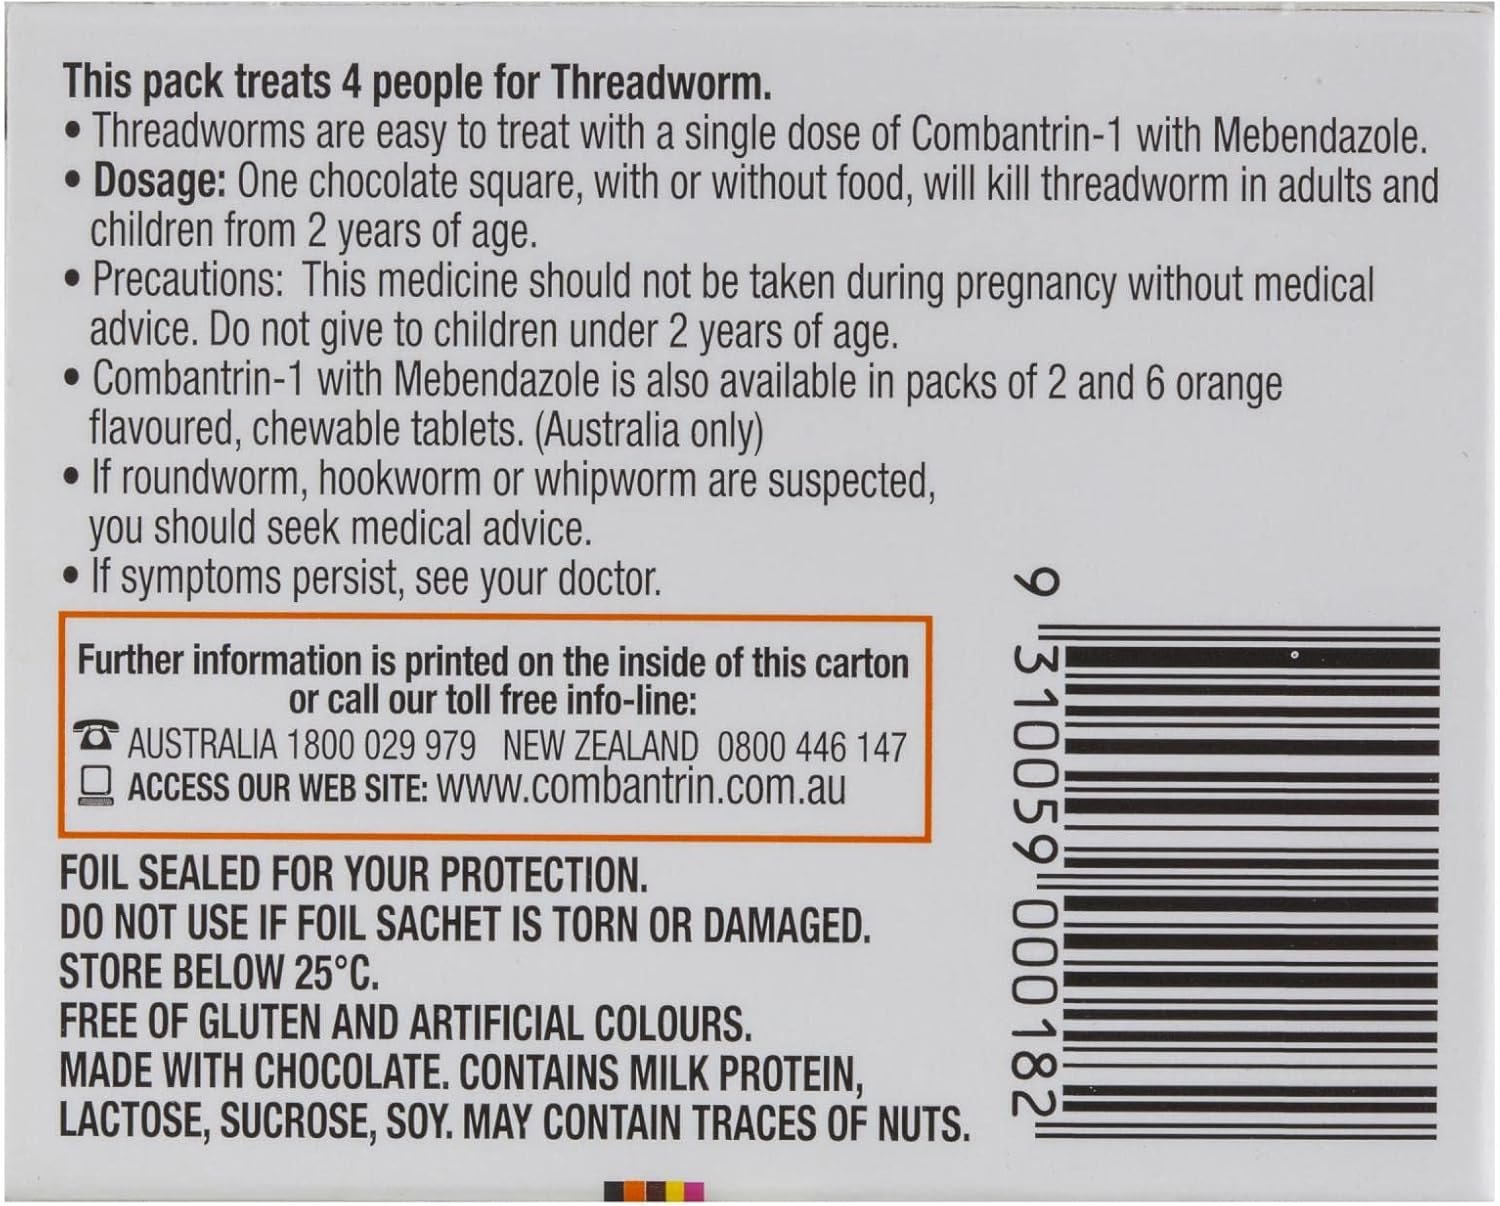 This pack treats 4 people for Threadworm.
• Threadworms are easy to treat with a single dose of Combantrin-1 with Mebendazole.
• Dosage: One chocolate square, with or without food, will kill threadworm in adults and
children from 2 years of age.
• Precautions: This medicine should not be taken during pregnancy without medical
advice. Do not give to children under 2 years of age.
• Combantrin-1 with Mebendazole is also available in packs of 2 and 6 orange
flavoured, chewable tablets. (Australia only)
• If roundworm, hookworm or whipworm are suspected,
you should seek medical advice.
• If symptoms persist, see your doctor.
Further information is printed on the inside of this carton
or call our toll free info-line:
AUSTRALIA 1800 029 979 NEW ZEALAND 0800 446 147
ACCESS OUR WEB SITE: www.combantrin.com.au
FOIL SEALED FOR YOUR PROTECTION.
DO NOT USE IF FOIL SACHET IS TORN OR DAMAGED.
STORE BELOW 25°C.
FREE OF GLUTEN AND ARTIFICIAL COLOURS.
MADE WITH CHOCOLATE. CONTAINS MILK PROTEIN,
LACTOSE, SUCROSE, SOY. MAY CONTAIN TRACES OF NUTS.
9 310059 000182